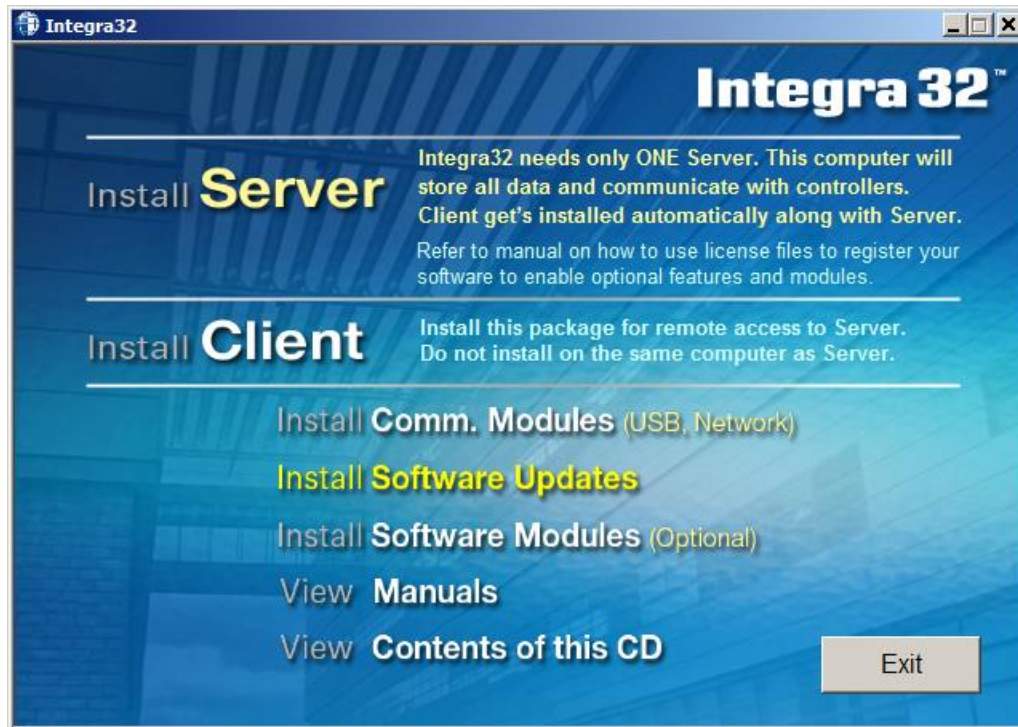 Integra32
Integra 32™
Install Server
Integra32 needs only ONE Server. This computer will
store all data and communicate with controllers.
Client get's installed automatically along with Server.
Refer to manual on how to use license files to register your
software to enable optional features and modules.
Install Client
Install this package for remote access to Server.
Do not install on the same computer as Server.
Install Comm. Modules (USB, Network)
Install Software Updates
Install Software Modules (Optional)
View Manuals
View Contents of this CD
Exit